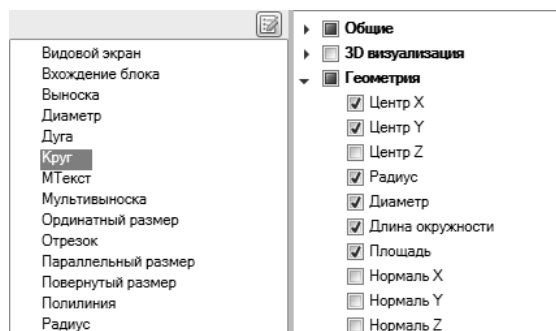 Видовой экран
Вхождение блока
Выноска
Диаметр
Дуга
Круг
МТекст
Мультивыноска
Ординатный размер
Отрезок
Параллельный размер
Повернутый размер
Полилиния
Радиус
Общие
3D визуализация
Геометрия
Центр X
Центр Y
Центр Z
Радиус
Диаметр
Длина окружности
Площадь
Нормаль X
Нормаль Y
Нормаль Z